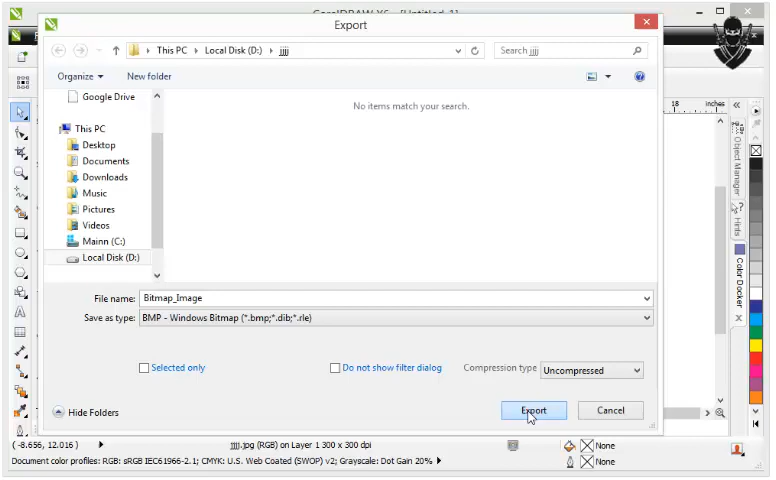 CorelDRAW X6 - [Untitled-1]
Export
This PC
Local Disk (D:)
jjjj
Search jjjj
Organize
New folder
Google Drive
No items match your search.
This PC
Desktop
Documents
Downloads
Music
Pictures
Videos
Mainn (C:)
Local Disk (D:)
File name:
Bitmap_Image
Save as type:
BMP - Windows Bitmap (*.bmp;*.dib;*.rle)
Selected only
Do not show filter dialog
Compression type
Uncompressed
Hide Folders
Export
Cancel
18
inches
Object Manager
Hints
Color Docker
( -8.656, 12.016 )
jjjj.jpg (RGB) on Layer 1 300 x 300 dpi
None
Document color profiles: RGB: sRGB IEC61966-2.1; CMYK: U.S. Web Coated (SWOP) v2; Grayscale: Dot Gain 20%
None